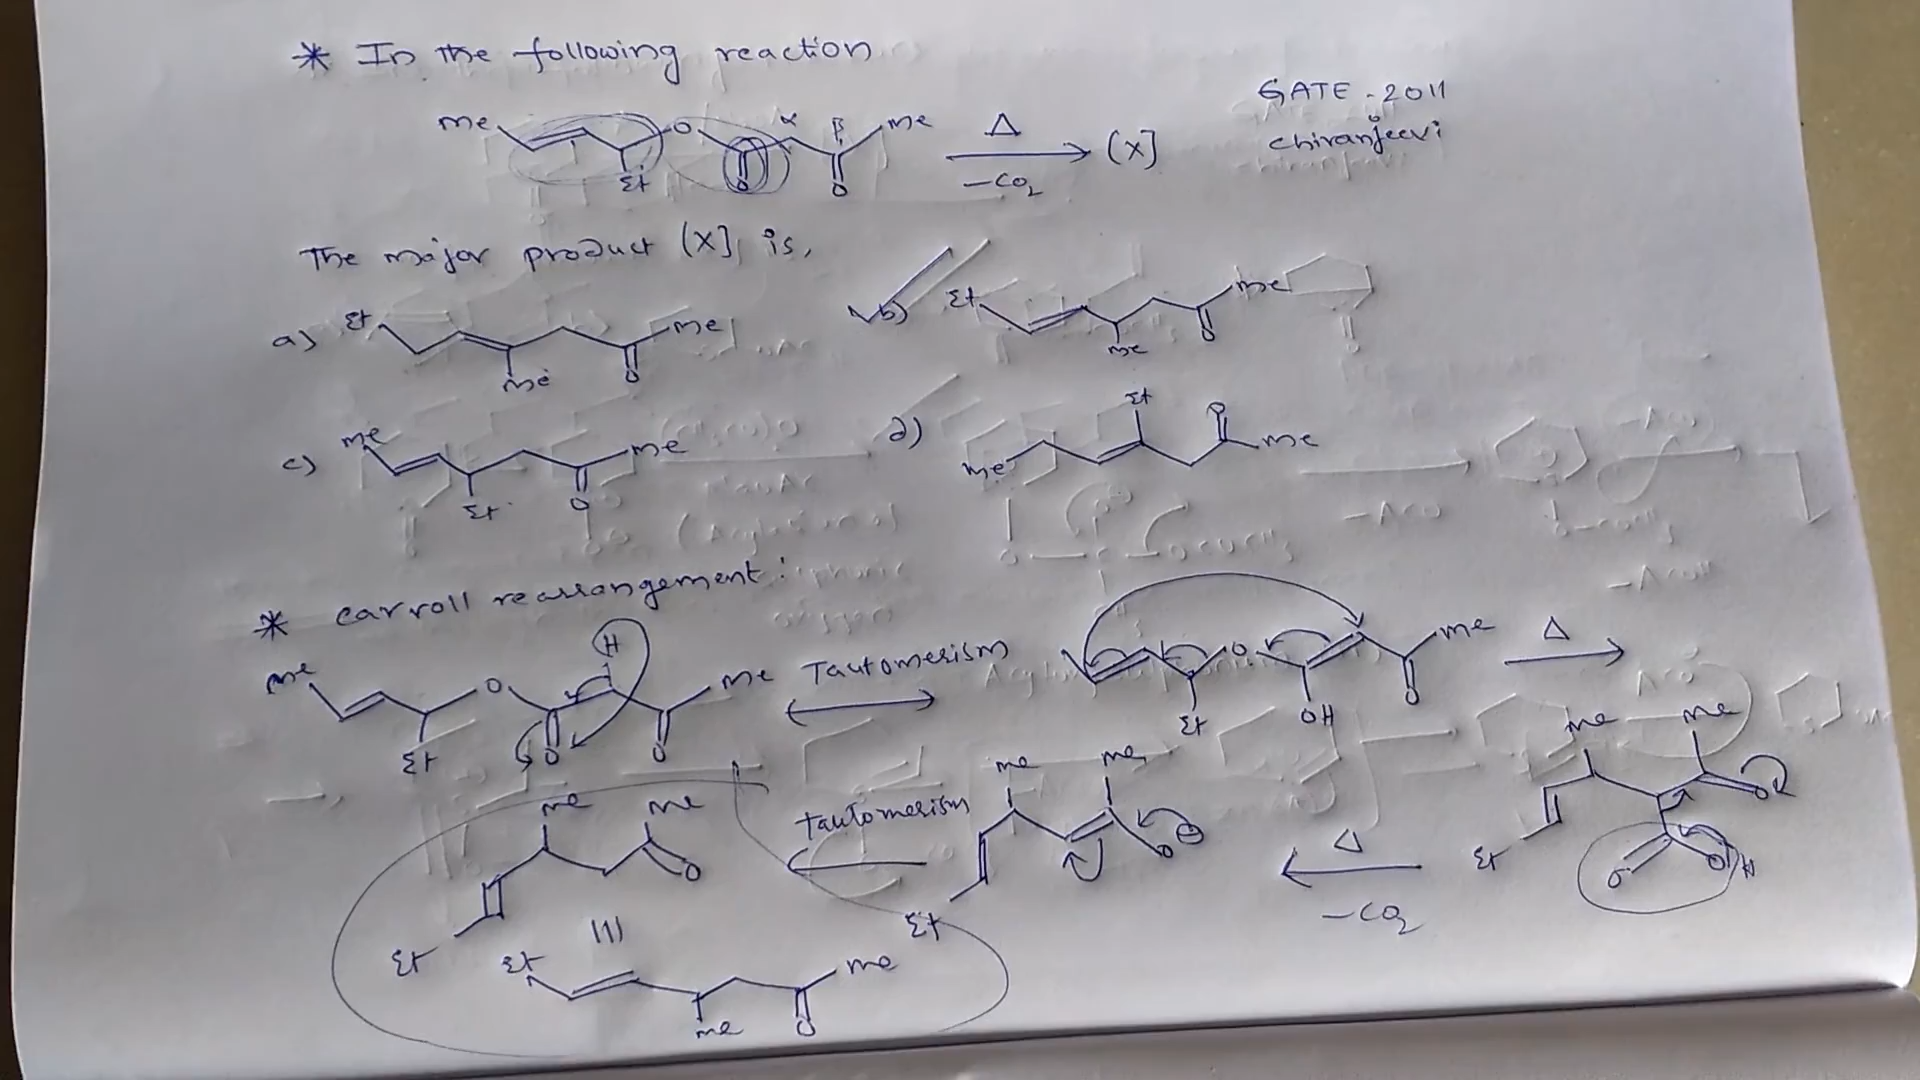 * In the following reaction
GATE - 2011
chiranjeevi
Me O α β Me Δ (X]
Et O O -CO2
The major product (X], is,
a) Et Me Me O
b) Et Me Me O
c) Me Et Me O
d) Me Et O Me
* carroll rearrangement :
Me O H Me Tautomerism O Me Δ
Et O O Et OH O
Me Me Et O OH
Δ -CO2
Me Me O ⊖ Et
tautomerism
Me Me O Et
Et Me Me O